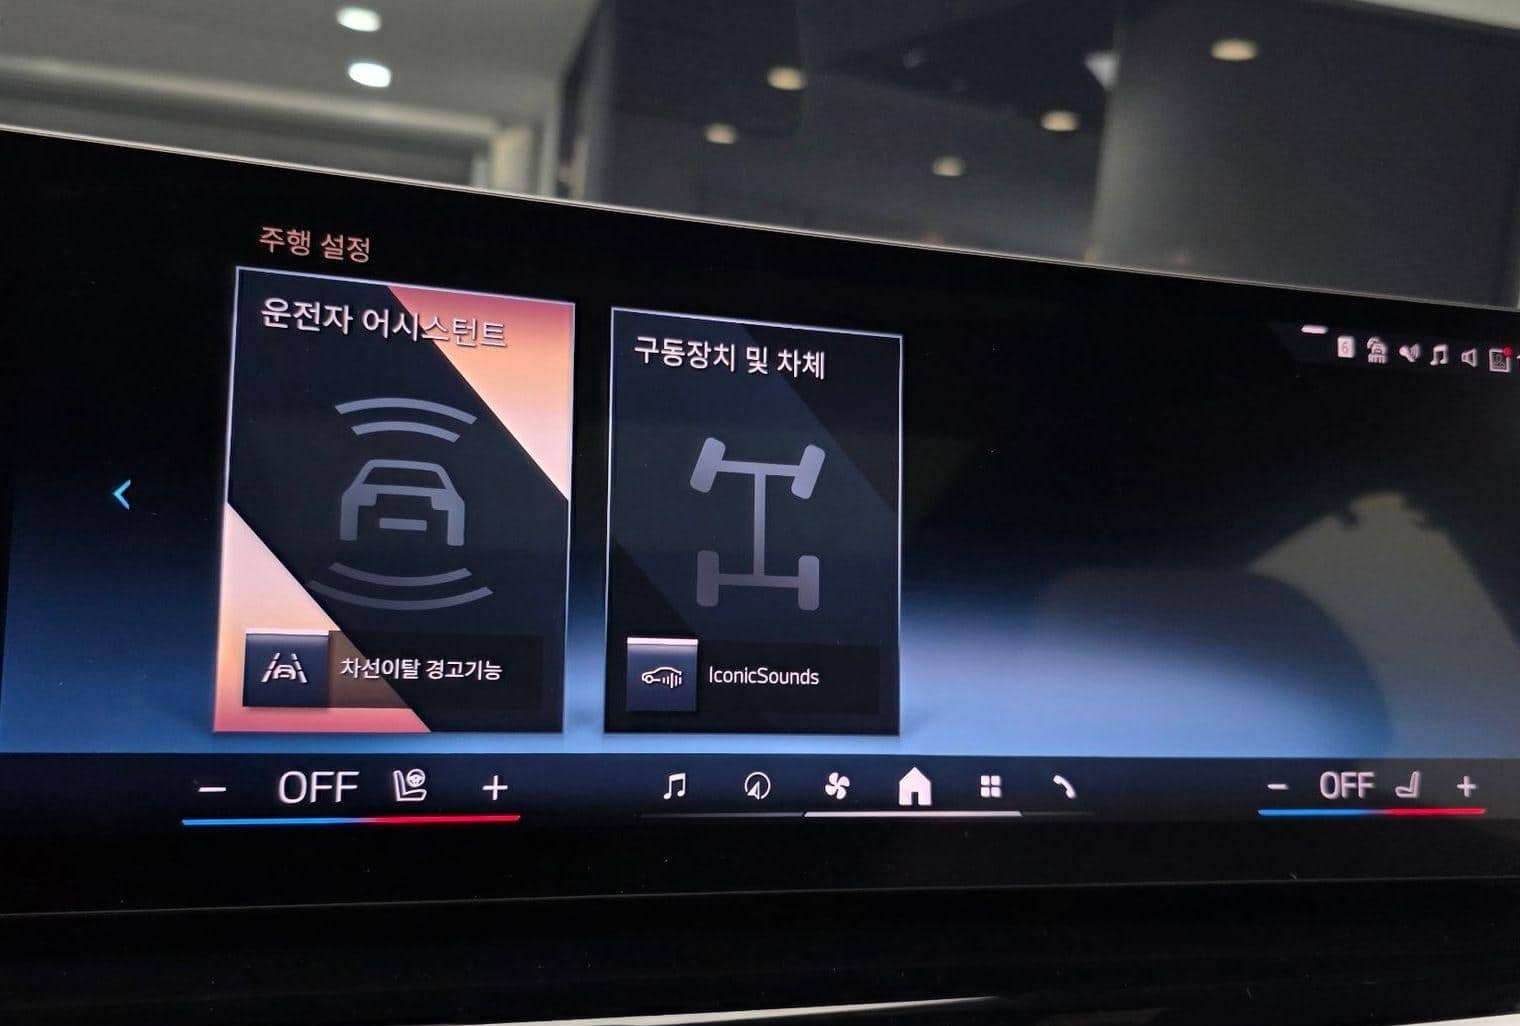 주행 설정
운전자 어시스턴트
구동장치 및 차체
차선이탈 경고기능
IconicSounds
OFF
OFF